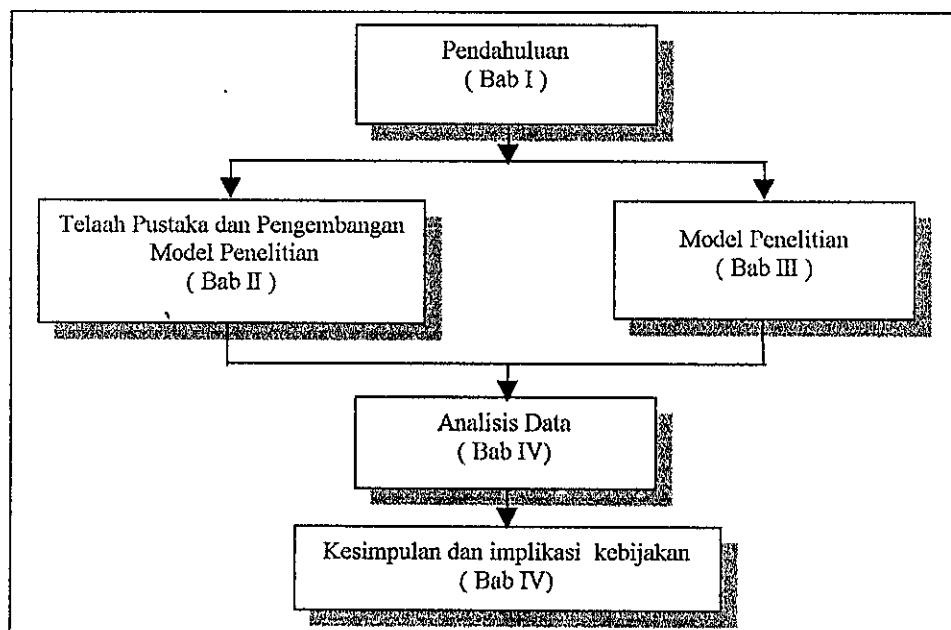 Pendahuluan
( Bab I )
Telaah Pustaka dan Pengembangan
Model Penelitian
( Bab II )
Model Penelitian
( Bab III )
Analisis Data
( Bab IV)
Kesimpulan dan implikasi kebijakan
( Bab IV)